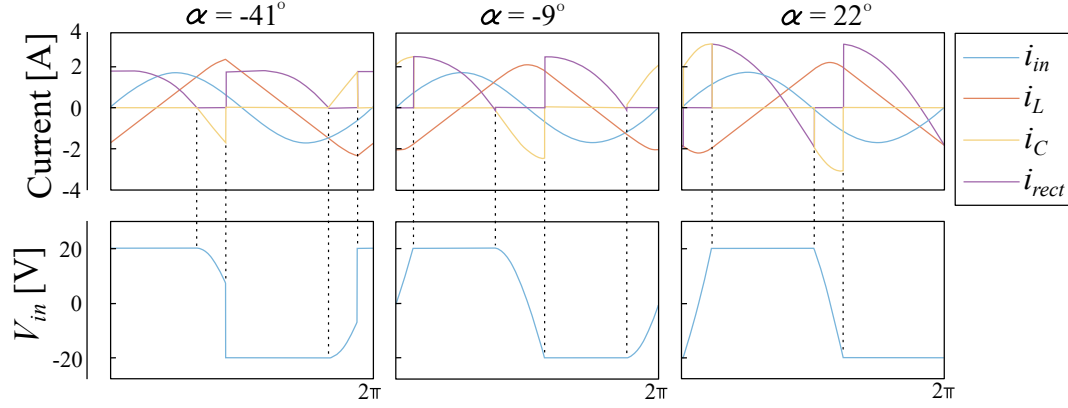 α = -41°
α = -9°
α = 22°
Current [A]
4
2
0
-2
-4
i_in
i_L
i_C
i_rect
V_in [V]
20
0
-20
2π
2π
2π